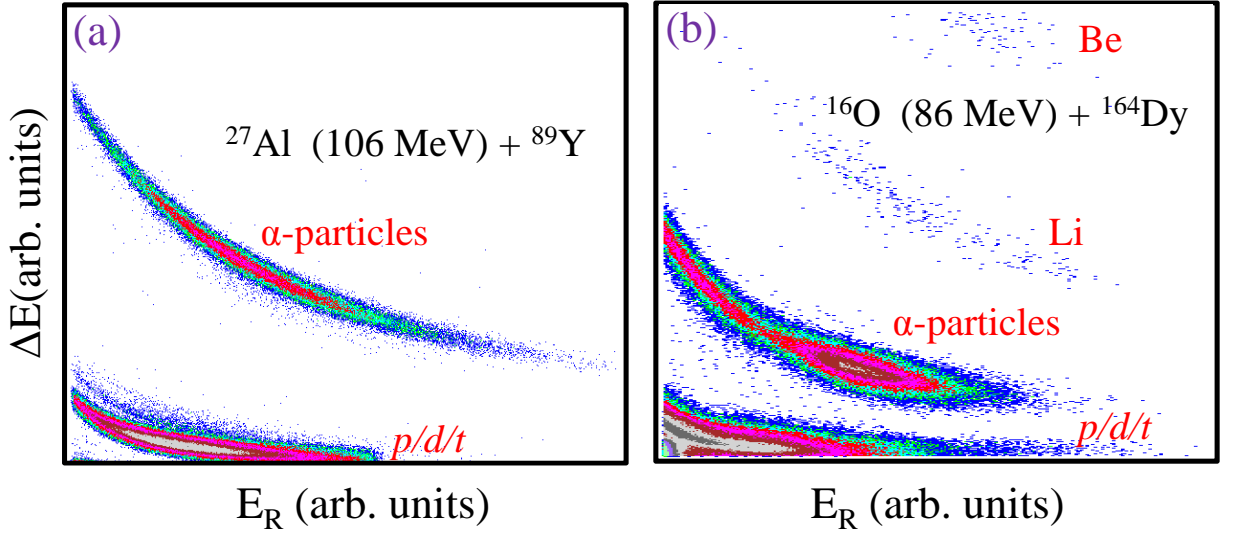 (a)
ΔE(arb. units)
²⁷Al (106 MeV) + ⁸⁹Y
α-particles
p/d/t
E_R (arb. units)
(b)
Be
¹⁶O (86 MeV) + ¹⁶⁴Dy
Li
α-particles
p/d/t
E_R (arb. units)